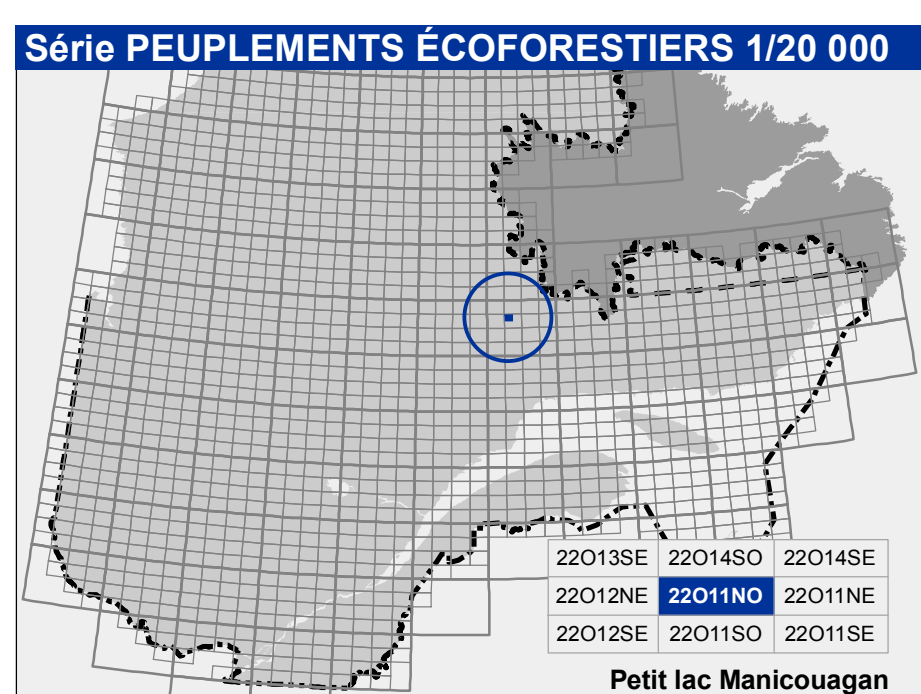 Série PEUPLEMENTS ÉCOFORESTIERS 1/20 000
22O13SE 22O14SO 22O14SE
22O12NE 22O11NO 22O11NE
22O12SE 22O11SO 22O11SE
Petit lac Manicouagan